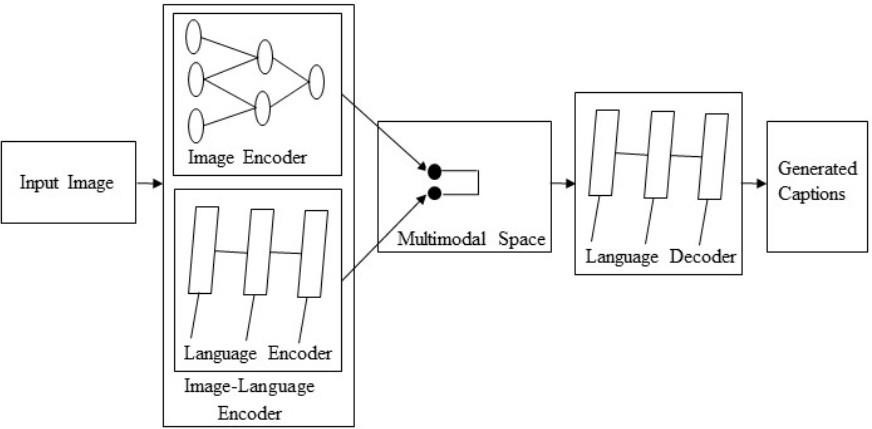 Input Image
Image Encoder
Language Encoder
Image-Language
Encoder
Multimodal Space
Language Decoder
Generated
Captions